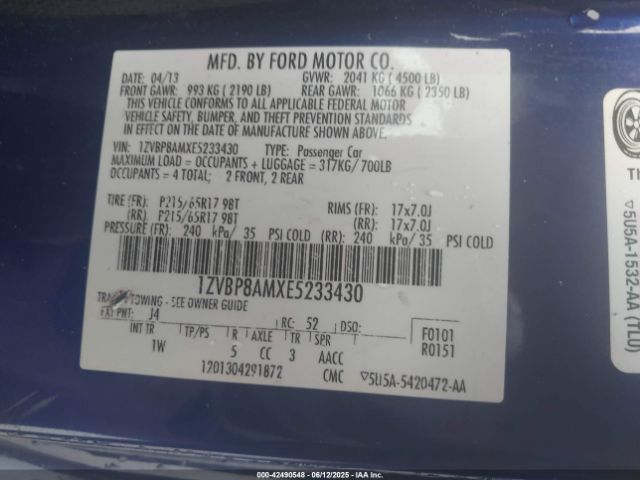 MFD. BY FORD MOTOR CO.
DATE: 04/13 GVWR: 2041 KG ( 4500 LB)
FRONT GAWR: 993 KG ( 2190 LB) REAR GAWR: 1066 KG ( 2350 LB)
THIS VEHICLE CONFORMS TO ALL APPLICABLE FEDERAL MOTOR
VEHICLE SAFETY, BUMPER, AND THEFT PREVENTION STANDARDS
IN EFFECT ON THE DATE OF MANUFACTURE SHOWN ABOVE.
VIN: 1ZVBP8AMXE5233430 TYPE: Passenger Car
MAXIMUM LOAD = OCCUPANTS + LUGGAGE = 317KG/700LB
OCCUPANTS = 4 TOTAL; 2 FRONT, 2 REAR
TIRE (FR): P215/65R17 98T RIMS (FR): 17x7.0J
(RR): P215/65R17 98T (RR): 17x7.0J
PRESSURE (FR): 240 kPa/ 35 PSI COLD (RR): 240 kPa/ 35 PSI COLD
1ZVBP8AMXE5233430
TOWING - SEE OWNER GUIDE
EXT PNT: J4 RC: 52 DSO: F0101
INT TR TP/PS R AXLE TR SPR R0151
1W 5 CC 3 AACC
1201304291872 CMC 5U5A-5420472-AA
Th
5U5A-1532-AA (TLU)
000-42490548 - 06/12/2025 - IAAI.com